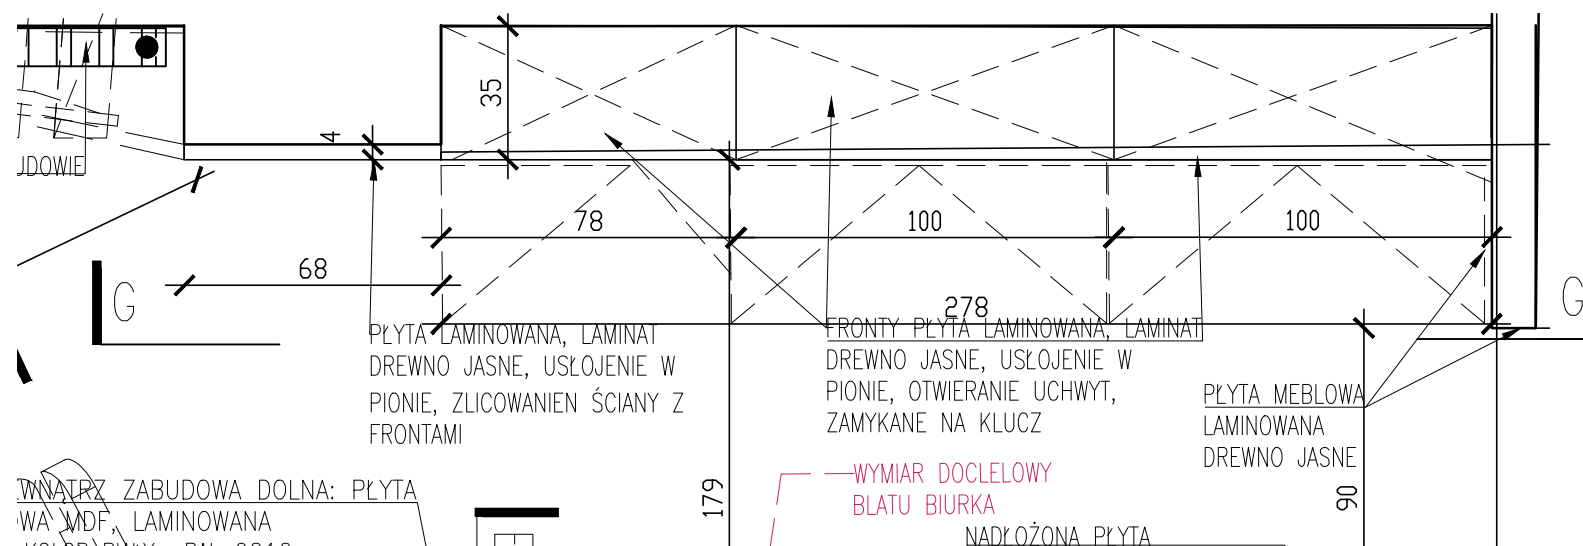 35
4
UDOWIE
78
100
100
68
G
G
278
PŁYTA LAMINOWANA, LAMINAT
DREWNO JASNE, USŁOJENIE W
PIONIE, ZLICOWANIEN ŚCIANY Z
FRONTAMI
FRONTY PŁYTA LAMINOWANA, LAMINAT
DREWNO JASNE, USŁOJENIE W
PIONIE, OTWIERANIE UCHWYT,
ZAMYKANE NA KLUCZ
PŁYTA MEBLOWA
LAMINOWANA
DREWNO JASNE
WYMIAR DOCLELOWY
BLATU BIURKA
179
90
WNĄTRZ ZABUDOWA DOLNA: PŁYTA
WA MDF, LAMINOWANA
NADŁOŻONA PŁYTA